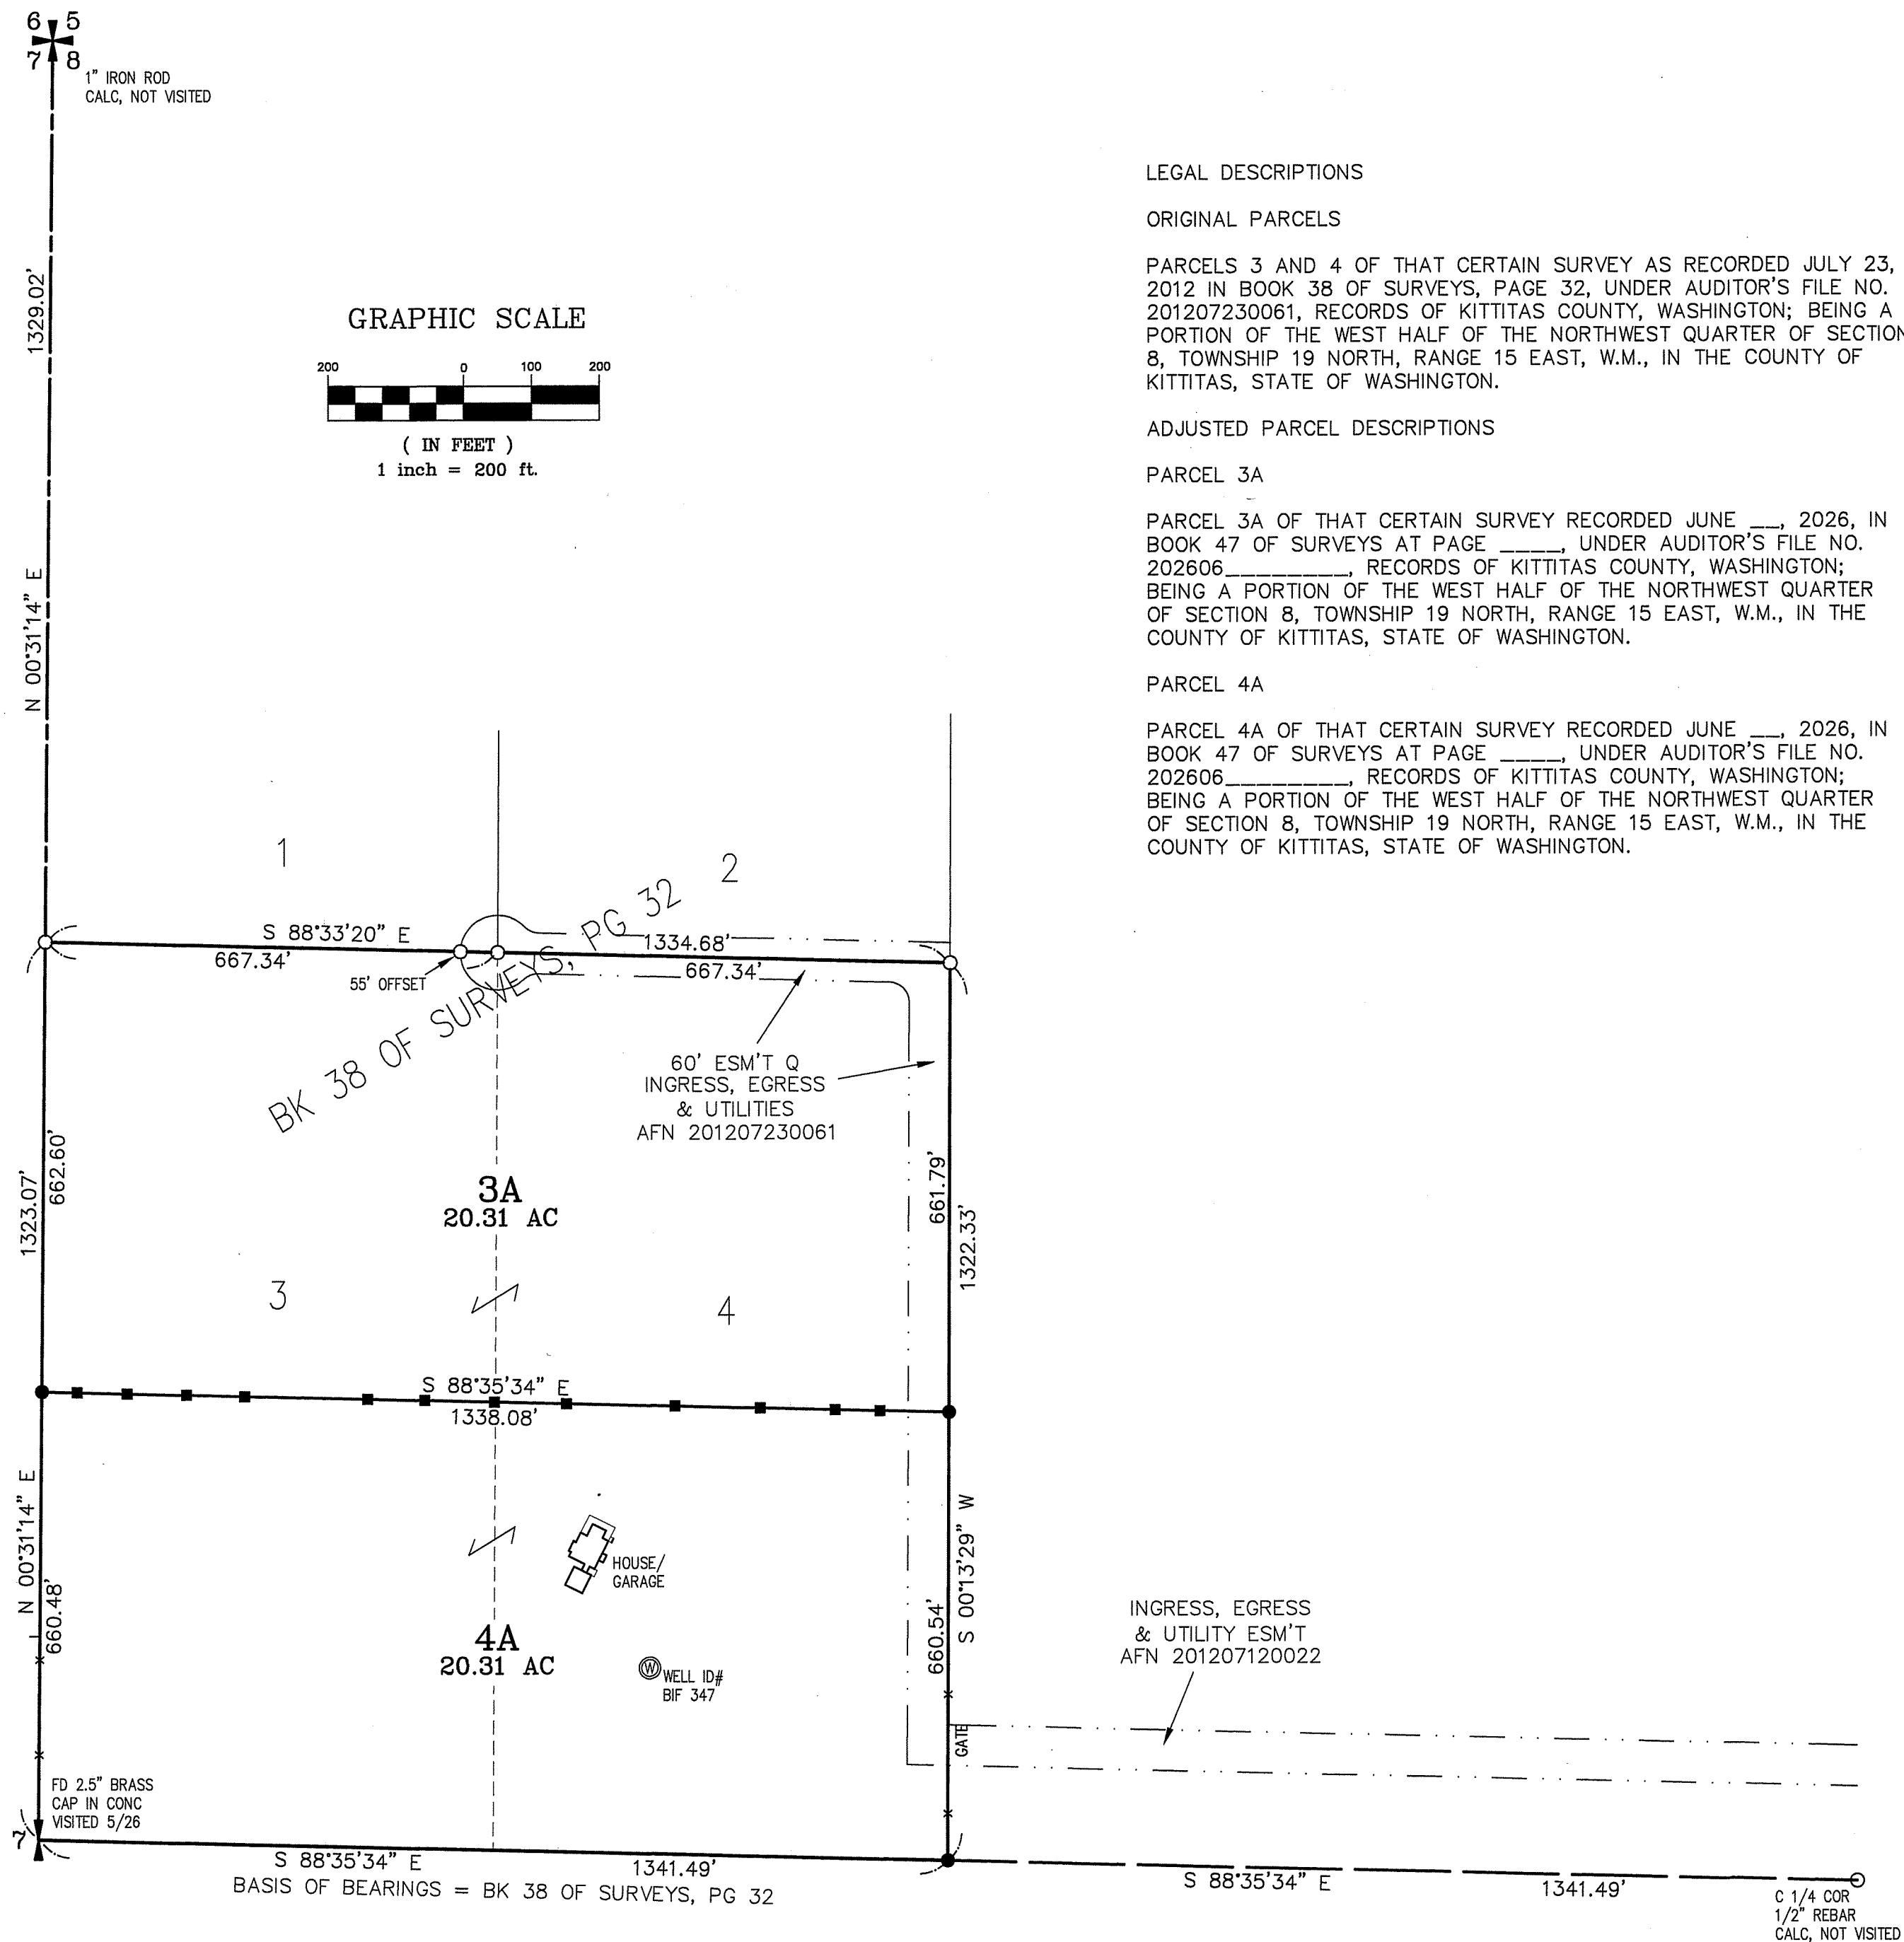 6 5
7 8
1" IRON ROD
CALC, NOT VISITED
1329.02'
N 00°31'14" E
GRAPHIC SCALE
200 0 100 200
( IN FEET )
1 inch = 200 ft.
LEGAL DESCRIPTIONS
ORIGINAL PARCELS
PARCELS 3 AND 4 OF THAT CERTAIN SURVEY AS RECORDED JULY 23,
2012 IN BOOK 38 OF SURVEYS, PAGE 32, UNDER AUDITOR'S FILE NO.
201207230061, RECORDS OF KITTITAS COUNTY, WASHINGTON; BEING A
PORTION OF THE WEST HALF OF THE NORTHWEST QUARTER OF SECTION
8, TOWNSHIP 19 NORTH, RANGE 15 EAST, W.M., IN THE COUNTY OF
KITTITAS, STATE OF WASHINGTON.
ADJUSTED PARCEL DESCRIPTIONS
PARCEL 3A
PARCEL 3A OF THAT CERTAIN SURVEY RECORDED JUNE __, 2026, IN
BOOK 47 OF SURVEYS AT PAGE ____, UNDER AUDITOR'S FILE NO.
202606________, RECORDS OF KITTITAS COUNTY, WASHINGTON;
BEING A PORTION OF THE WEST HALF OF THE NORTHWEST QUARTER
OF SECTION 8, TOWNSHIP 19 NORTH, RANGE 15 EAST, W.M., IN THE
COUNTY OF KITTITAS, STATE OF WASHINGTON.
PARCEL 4A
PARCEL 4A OF THAT CERTAIN SURVEY RECORDED JUNE __, 2026, IN
BOOK 47 OF SURVEYS AT PAGE ____, UNDER AUDITOR'S FILE NO.
202606________, RECORDS OF KITTITAS COUNTY, WASHINGTON;
BEING A PORTION OF THE WEST HALF OF THE NORTHWEST QUARTER
OF SECTION 8, TOWNSHIP 19 NORTH, RANGE 15 EAST, W.M., IN THE
COUNTY OF KITTITAS, STATE OF WASHINGTON.
1
2
S 88°33'20" E
1334.68'
667.34'
667.34'
55' OFFSET
BK 38 OF SURVEYS, PG 32
60' ESM'T Q
INGRESS, EGRESS
& UTILITIES
AFN 201207230061
1323.07'
662.60'
661.79'
1322.33'
3A
20.31 AC
3
4
S 88°35'34" E
1338.08'
N 00°31'14" E
660.48'
HOUSE/
GARAGE
4A
20.31 AC
W
WELL ID#
BIF 347
660.54'
S 00°13'29" W
GATE
INGRESS, EGRESS
& UTILITY ESM'T
AFN 201207120022
FD 2.5" BRASS
CAP IN CONC
VISITED 5/26
7
S 88°35'34" E
1341.49'
BASIS OF BEARINGS = BK 38 OF SURVEYS, PG 32
S 88°35'34" E
1341.49'
C 1/4 COR
1/2" REBAR
CALC, NOT VISITED